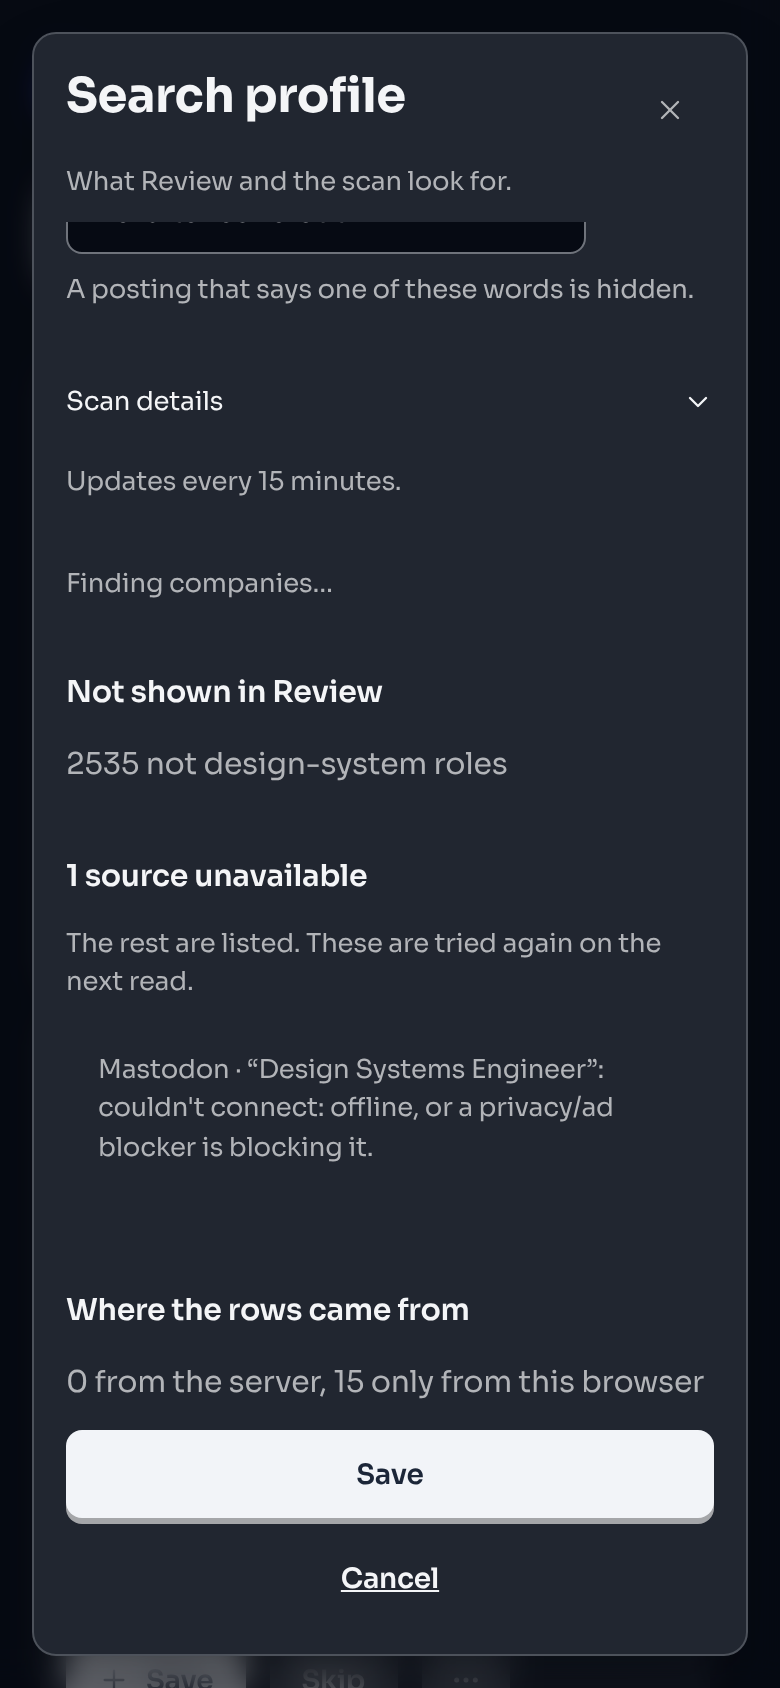 Search profile
What Review and the scan look for.
A posting that says one of these words is hidden.
Scan details
Updates every 15 minutes.
Finding companies...
Not shown in Review
2535 not design-system roles
1 source unavailable
The rest are listed. These are tried again on the
next read.
Mastodon · “Design Systems Engineer”:
couldn't connect: offline, or a privacy/ad
blocker is blocking it.
Where the rows came from
0 from the server, 15 only from this browser
Save
Cancel
+ Save Skip ...